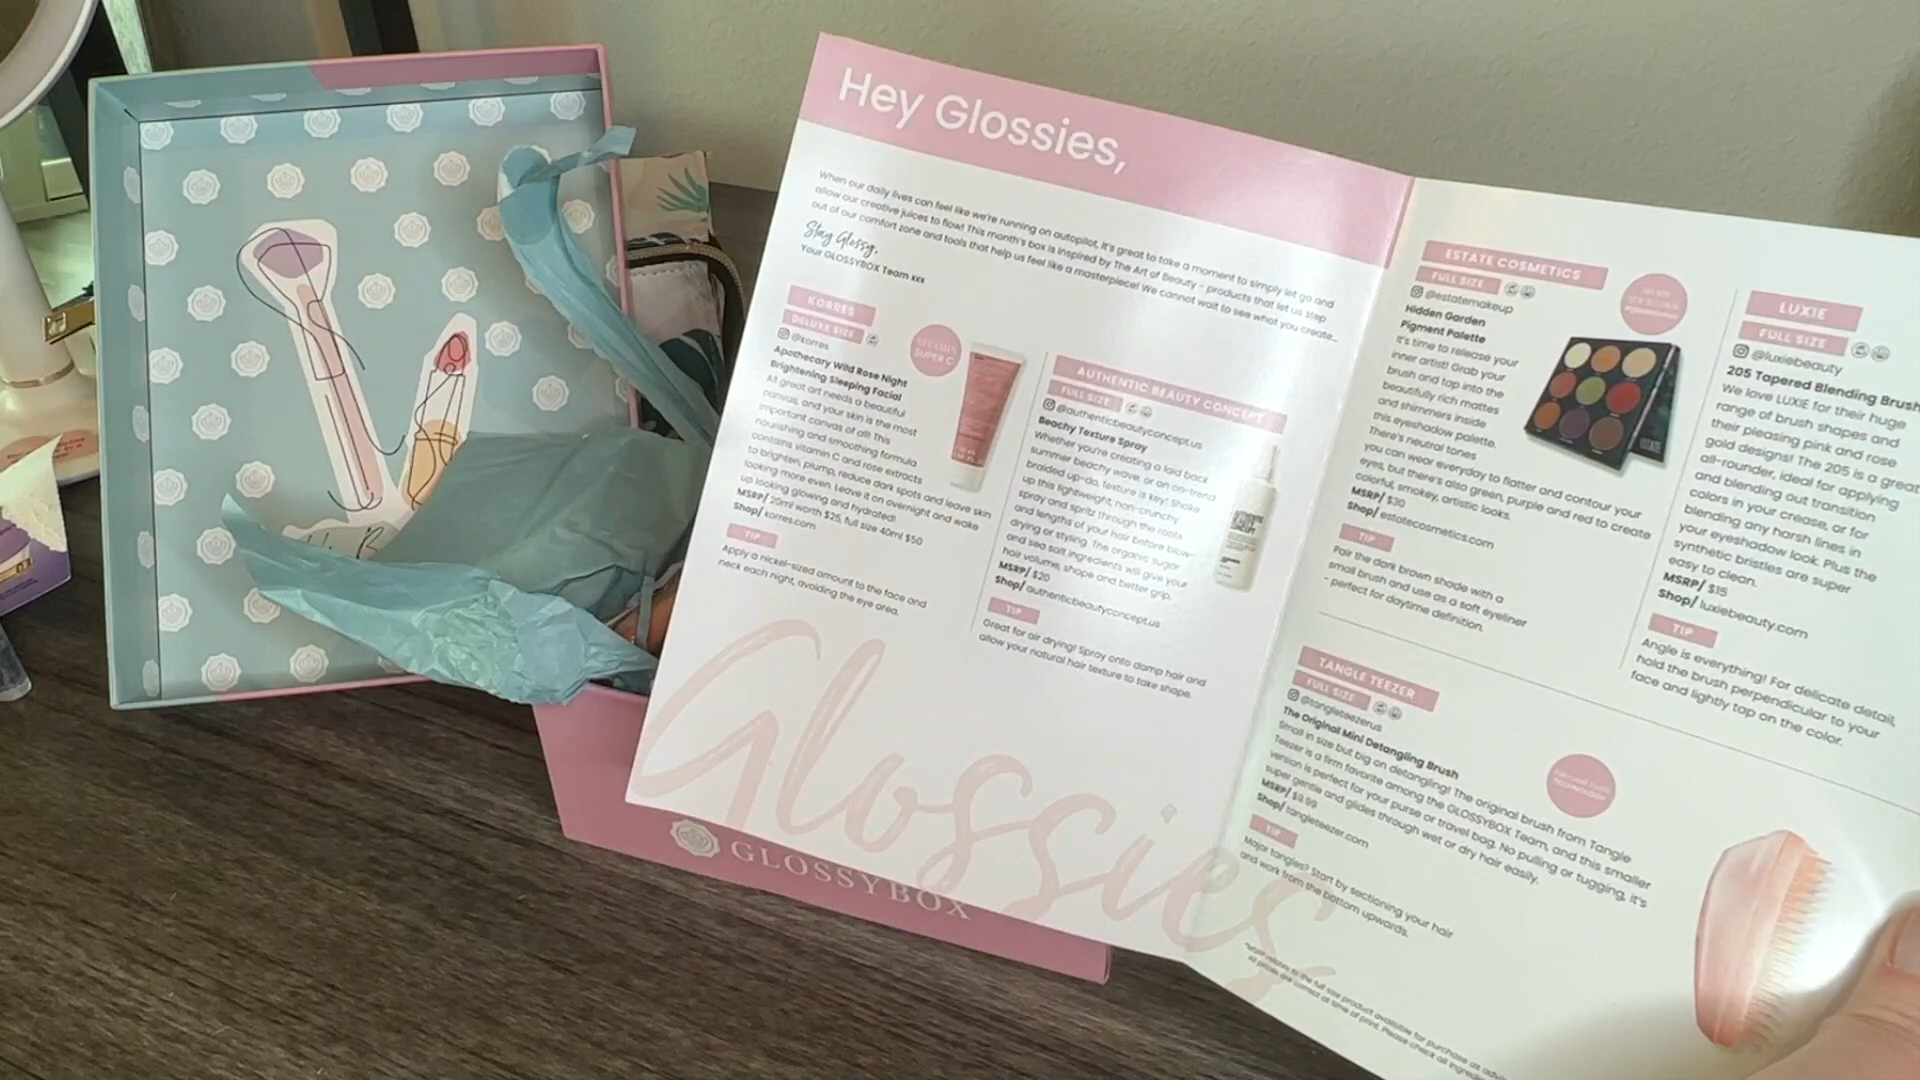 Hey Glossies,
When our daily lives can feel like we're running on autopilot, it's great to take a moment to simply let go and
allow our creative juices to flow! This month's box is inspired by The Art of Beauty - products that let us step
out of our comfort zone and tools that help us feel like a masterpiece! We cannot wait to see what you create...
Stay Glossy,
Your GLOSSYBOX Team xxx
KORRES
DELUXE SIZE
@korres
Apothecary Wild Rose Night
Brightening Sleeping Facial
All great art needs a beautiful
canvas, and your skin is the most
important canvas of all! This
nourishing and smoothing formula
contains vitamin C and rose extracts
to brighten, plump, reduce dark spots and leave skin
looking more even. Leave it on overnight and wake
up looking glowing and hydrated!
MSRP/ 20ml worth $25, full size 40ml $50
Shop/ korres.com
TIP
Apply a nickel-sized amount to the face and
neck each night, avoiding the eye area.
VITAMIN
SUPER C
AUTHENTIC BEAUTY CONCEPT
FULL SIZE
@authenticbeautyconcept.us
Beachy Texture Spray
Whether you're creating a laid back
summer beachy wave, or an on-trend
braided up-do, texture is key! Shake
up this lightweight, non-crunchy
spray and spritz through the roots
and lengths of your hair before blow-
drying or styling. The organic sugar
and sea salt ingredients will give your
hair volume, shape and better grip.
MSRP/ $20
Shop/ authenticbeautyconcept.us
TIP
Great for air drying! Spray onto damp hair and
allow your natural hair texture to take shape.
Glossies
GLOSSYBOX
ESTATE COSMETICS
FULL SIZE
@estatemakeup
Hidden Garden
Pigment Palette
It's time to release your
inner artist! Grab your
brush and tap into the
beautifully rich mattes
and shimmers inside
this eyeshadow palette.
There's neutral tones
you can wear everyday to flatter and contour your
eyes, but there's also green, purple and red to create
colorful, smokey, artistic looks.
MSRP/ $30
Shop/ estatecosmetics.com
TIP
Pair the dark brown shade with a
small brush and use as a soft eyeliner
- perfect for daytime definition.
LUXIE
FULL SIZE
@luxiebeauty
205 Tapered Blending Brush
We love LUXIE for their huge
range of brush shapes and
their pleasing pink and rose
gold designs! The 205 is a great
all-rounder, ideal for applying
and blending out transition
colors in your crease, or for
blending any harsh lines in
your eyeshadow look. Plus the
synthetic bristles are super
easy to clean.
MSRP/ $15
Shop/ luxiebeauty.com
TIP
Angle is everything! For delicate detail,
hold the brush perpendicular to your
face and lightly tap on the color.
TANGLE TEEZER
FULL SIZE
@tangleteezerus
The Original Mini Detangling Brush
Small in size but big on detangling! The original brush from Tangle
Teezer is a firm favorite among the GLOSSYBOX Team, and this smaller
version is perfect for your purse or travel bag. No pulling or tugging, it's
super gentle and glides through wet or dry hair easily.
MSRP/ $9.99
Shop/ tangleteezer.com
TIP
Major tangles? Start by sectioning your hair
and work from the bottom upwards.
TECHNOLOGY
*MSRP relates to the full size product available for purchase as
All prices are correct at time of print. Please check all